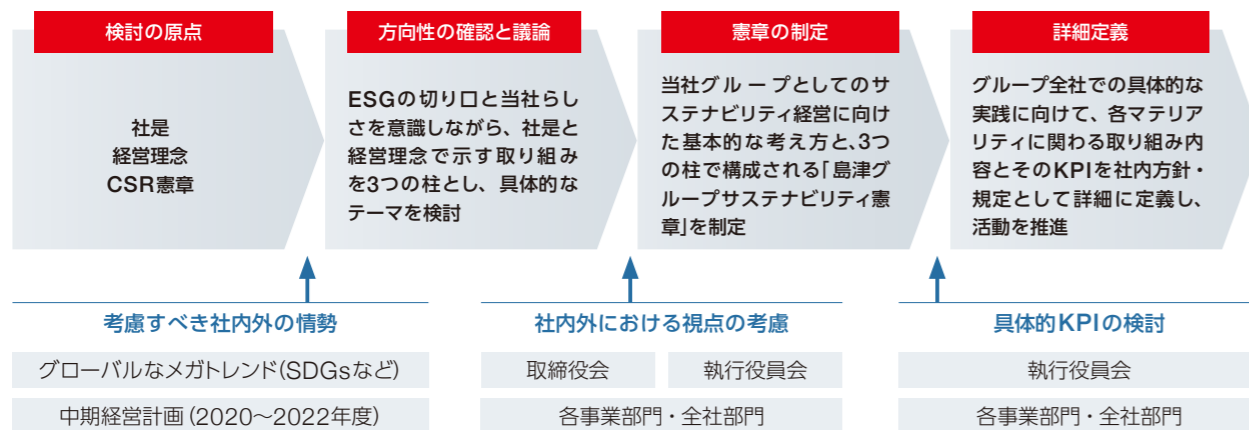 検討の原点
社是
経営理念
CSR憲章
方向性の確認と議論
ESGの切り口と当社らし
さを意識しながら、社是と
経営理念で示す取り組み
を3つの柱とし、具体的な
テーマを検討
憲章の制定
当社グループとしてのサ
ステナビリティ経営に向け
た基本的な考え方と、3つ
の柱で構成される「島津グ
ループサステナビリティ憲
章」を制定
詳細定義
グループ全社での具体的な
実践に向けて、各マテリア
リティに関わる取り組み内
容とそのKPIを社内方針・
規定として詳細に定義し、
活動を推進
考慮すべき社内外の情勢
グローバルなメガトレンド(SDGsなど)
中期経営計画(2020～2022年度)
社内外における視点の考慮
取締役会
執行役員会
各事業部門・全社部門
具体的KPIの検討
執行役員会
各事業部門・全社部門